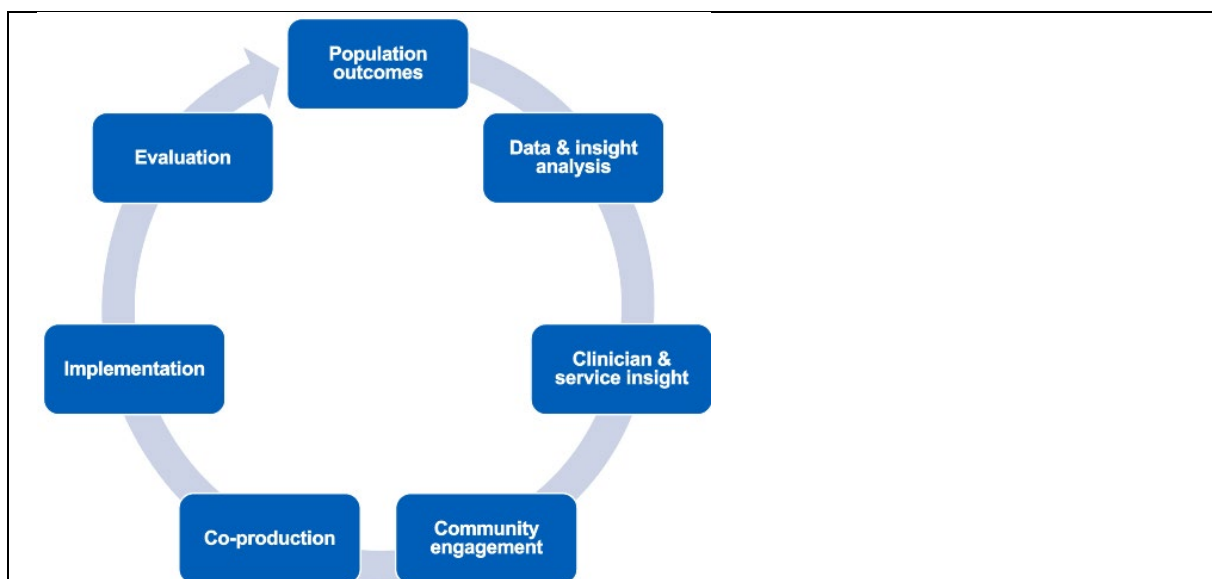 Population
outcomes
Data & insight
analysis
Clinician &
service insight
Community
engagement
Co-production
Implementation
Evaluation